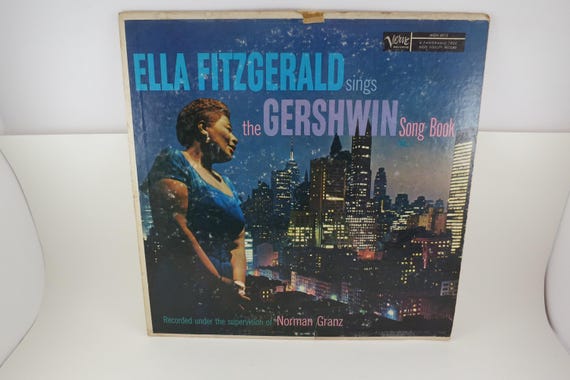 Verve
ELLA FITZGERALD sings
the GERSHWIN Song Book
Recorded under the supervision of Norman Granz